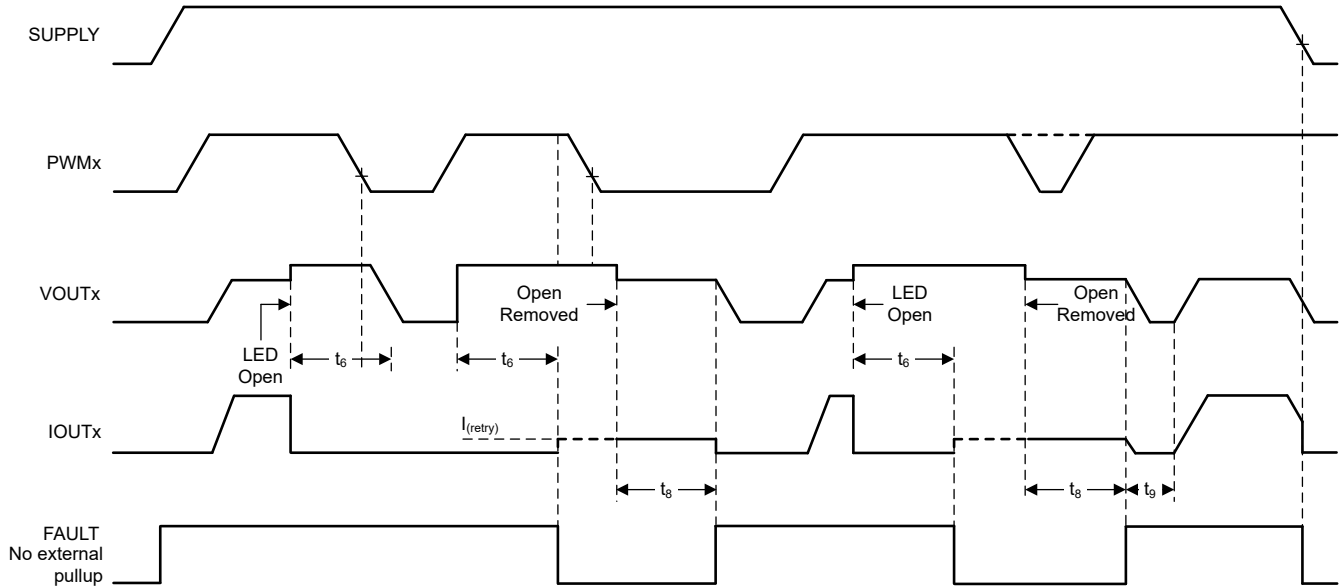 SUPPLY
PWMx
VOUTx
LED
Open
Open
Removed
LED
Open
Open
Removed
t6
t6
t6
IOUTx
I(retry)
t8
t8
t9
FAULT
No external
pullup